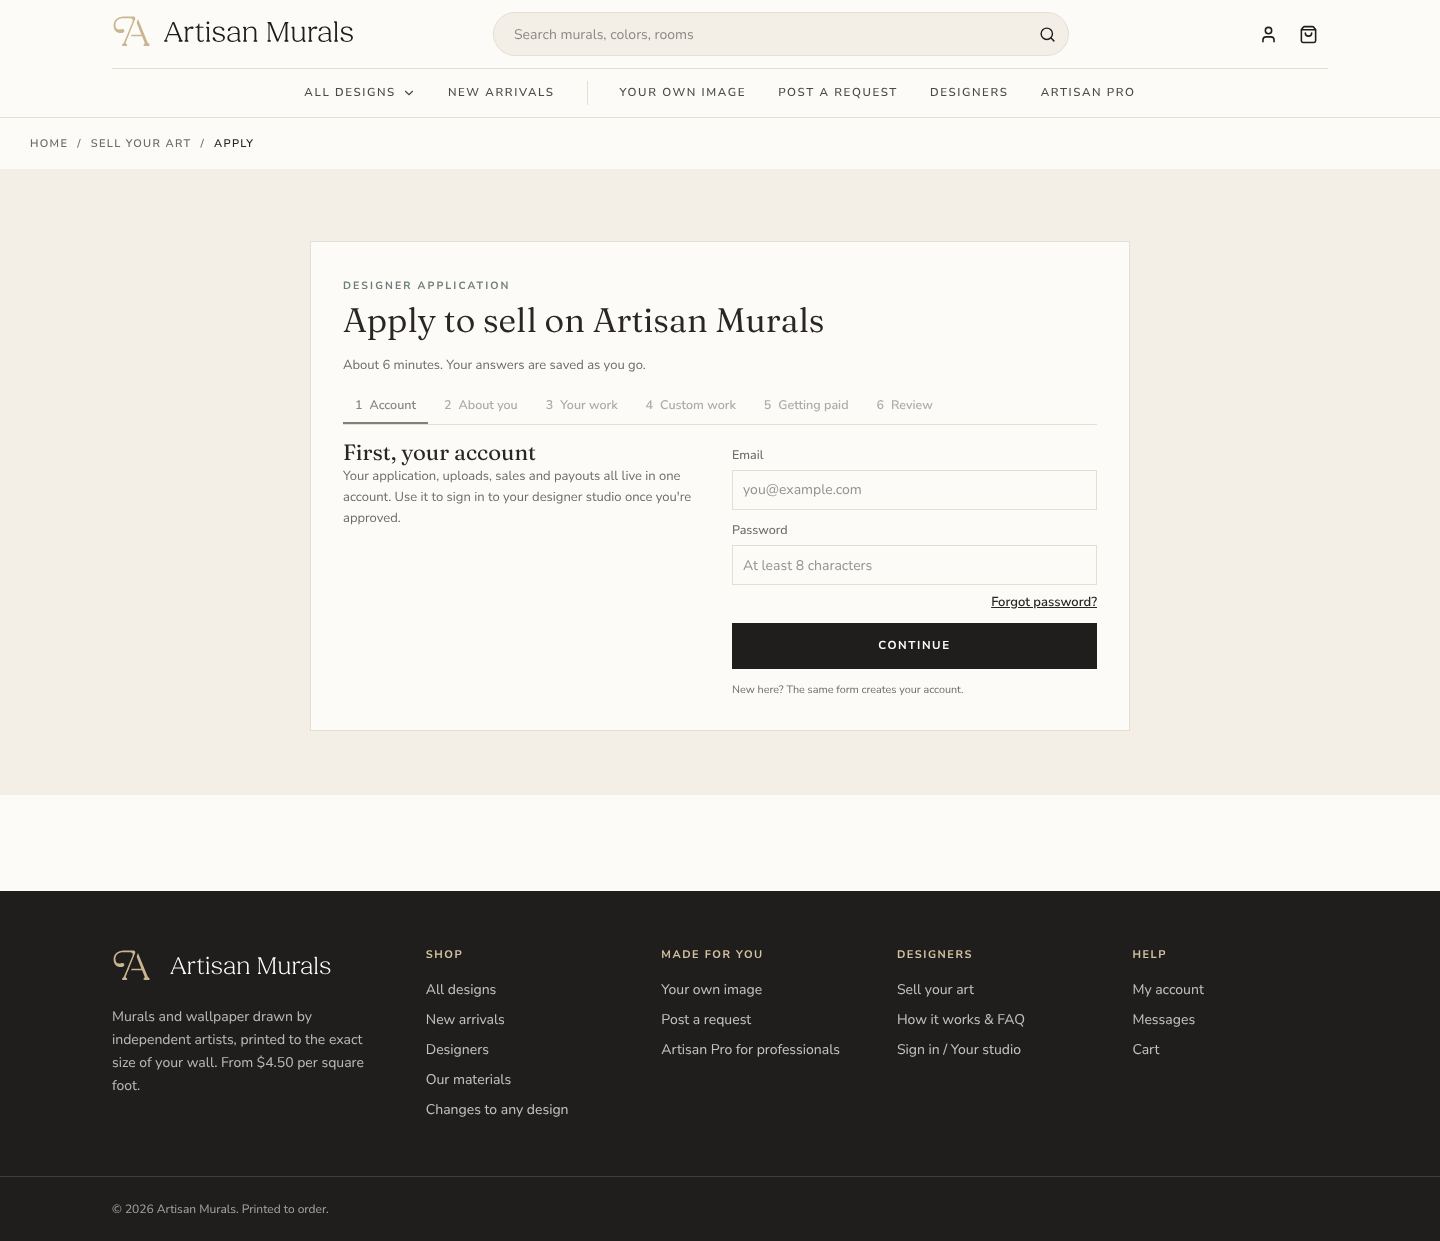 Artisan Murals
Search murals, colors, rooms
ALL DESIGNS
NEW ARRIVALS
YOUR OWN IMAGE
POST A REQUEST
DESIGNERS
ARTISAN PRO
HOME / SELL YOUR ART / APPLY
DESIGNER APPLICATION
Apply to sell on Artisan Murals
About 6 minutes. Your answers are saved as you go.
1 Account
2 About you
3 Your work
4 Custom work
5 Getting paid
6 Review
First, your account
Your application, uploads, sales and payouts all live in one
account. Use it to sign in to your designer studio once you're
approved.
Email
you@example.com
Password
At least 8 characters
Forgot password?
CONTINUE
New here? The same form creates your account.
Artisan Murals
Murals and wallpaper drawn by
independent artists, printed to the exact
size of your wall. From $4.50 per square
foot.
SHOP
All designs
New arrivals
Designers
Our materials
Changes to any design
MADE FOR YOU
Your own image
Post a request
Artisan Pro for professionals
DESIGNERS
Sell your art
How it works & FAQ
Sign in / Your studio
HELP
My account
Messages
Cart
© 2026 Artisan Murals. Printed to order.